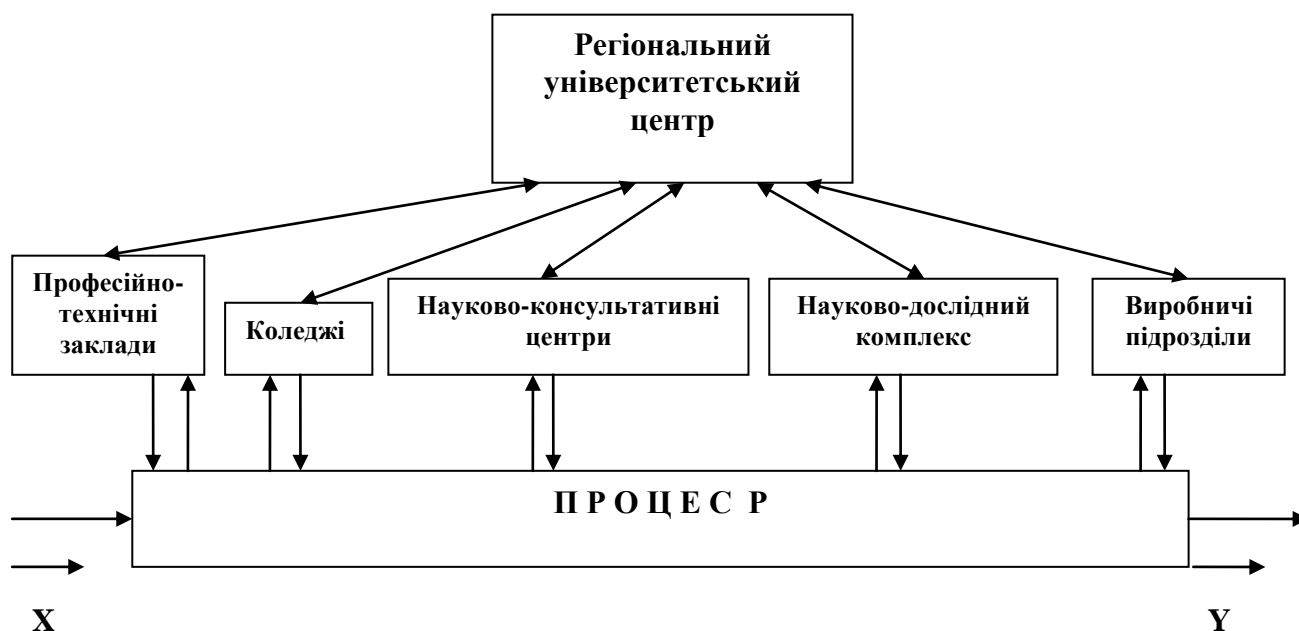 Регіональний
університетський
центр
Професійно-
технічні
заклади
Коледжі
Науково-консультативні
центри
Науково-дослідний
комплекс
Виробничі
підрозділи
П Р О Ц Е С Р
X
Y